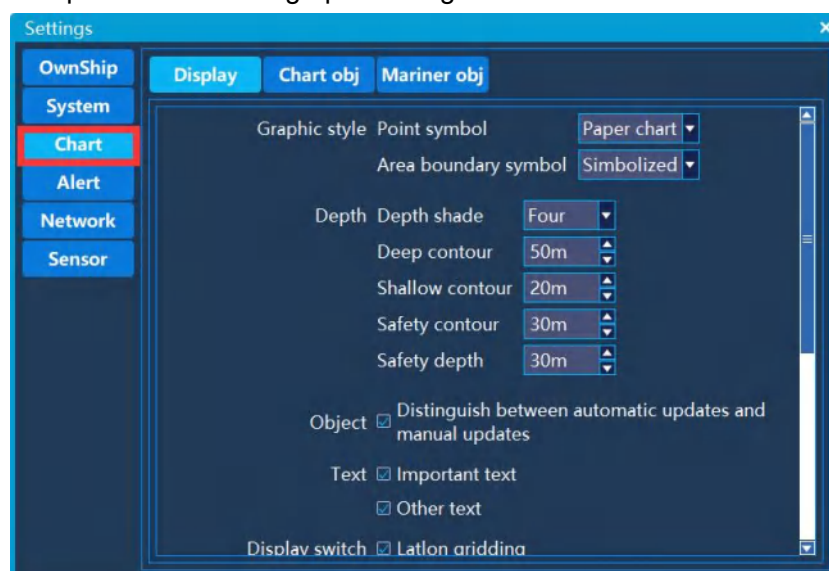 Settings ×
OwnShip
System
Chart
Alert
Network
Sensor
Display Chart obj Mariner obj
Graphic style Point symbol Paper chart
Area boundary symbol Simbolized
Depth Depth shade Four
Deep contour 50m
Shallow contour 20m
Safety contour 30m
Safety depth 30m
Object Distinguish between automatic updates and
manual updates
Text Important text
Other text
Display switch Latlon gridding